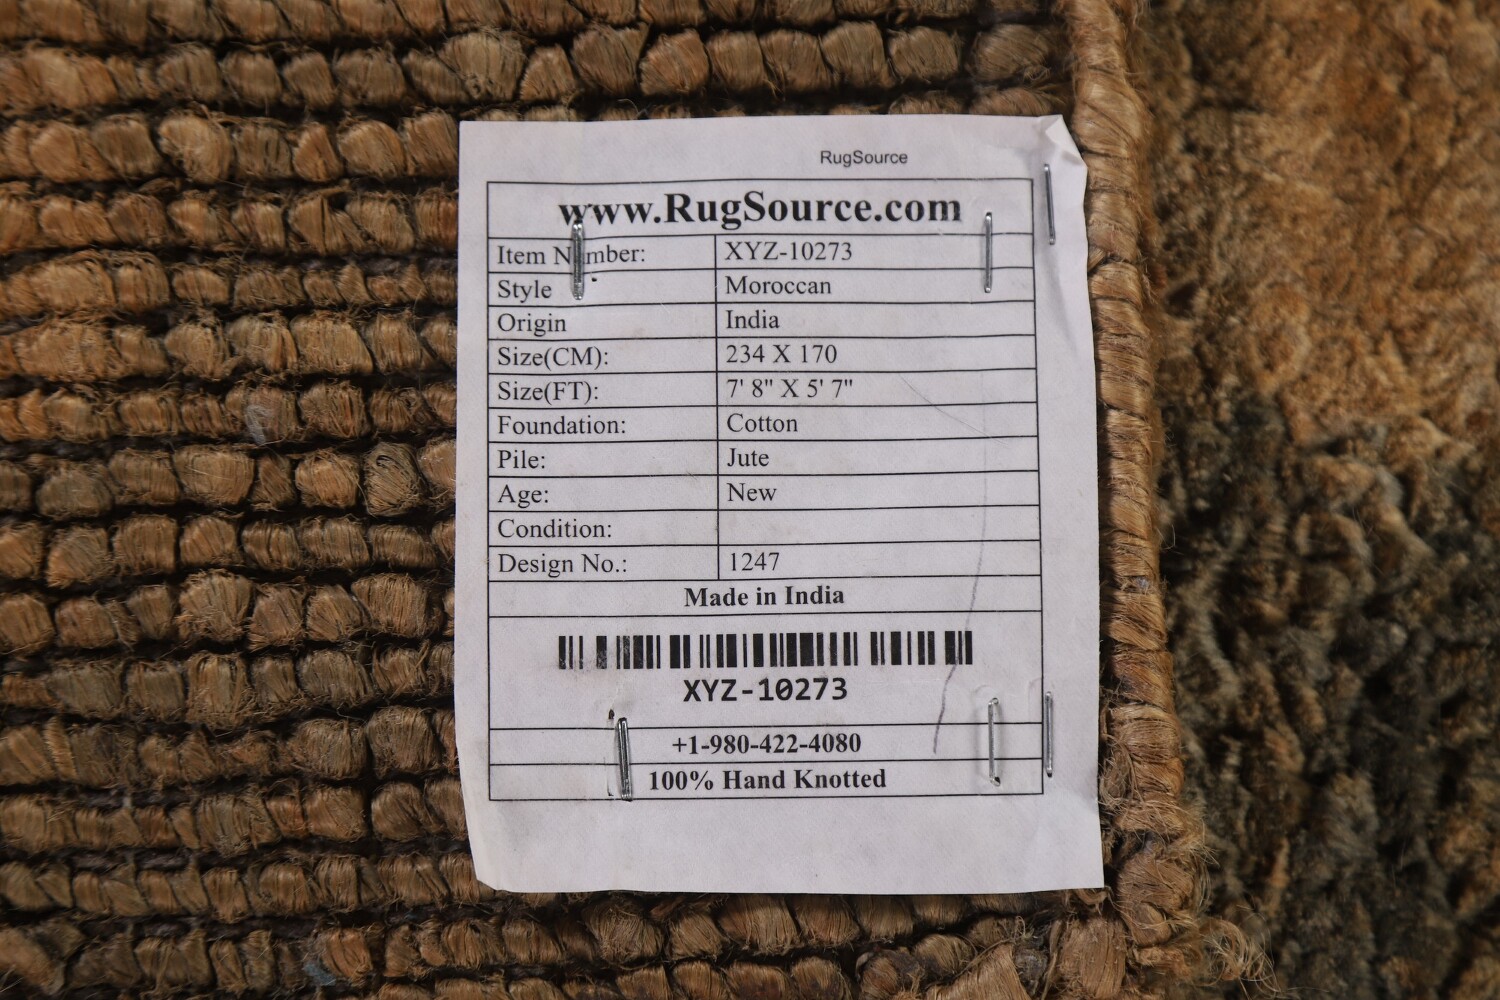 RugSource
www.RugSource.com
Item Number: XYZ-10273
Style Moroccan
Origin India
Size(CM): 234 X 170
Size(FT): 7' 8" X 5' 7"
Foundation: Cotton
Pile: Jute
Age: New
Condition:
Design No.: 1247
Made in India
XYZ-10273
+1-980-422-4080
100% Hand Knotted